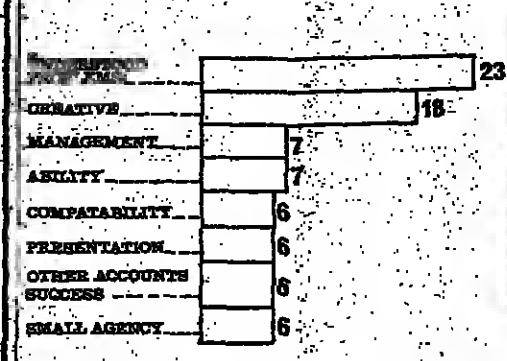 23
CREATIVE 18
MANAGEMENT 7
ABILITY 7
COMPATABILITY 6
PRESENTATION 6
OTHER ACCOUNTS
SUCCESS 6
SMALL AGENCY 6